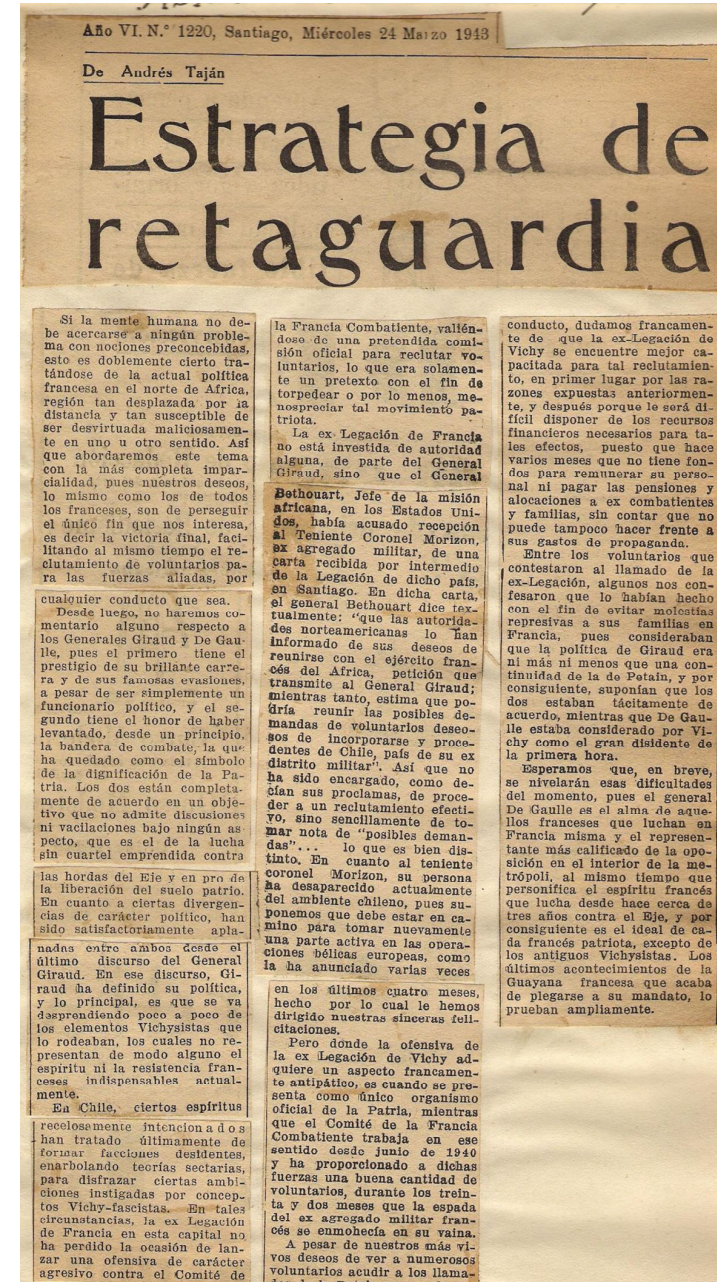 Año VI. N.° 1220, Santiago, Miércoles 24 Marzo 1943
De Andrés Taján
Estrategia de
retaguardia
Si la mente humana no de-
be acercarse a ningún proble-
ma con nociones preconcebidas,
esto es doblemente cierto tra-
tándose de la actual política
francesa en el norte de Africa,
región tan desplazada por la
distancia y tan susceptible de
ser desvirtuada maliciosamen-
te en uno u otro sentido. Así
que abordaremos este tema
con la más completa impar-
cialidad, pues nuestros deseos,
lo mismo como los de todos
los franceses, son de perseguir
el único fin que nos interesa,
es decir la victoria final, faci-
litando al mismo tiempo el re-
clutamiento de voluntarios pa-
ra las fuerzas aliadas, por
cualquier conducto que sea.
Desde luego, no haremos co-
mentario alguno respecto a
los Generales Giraud y De Gau-
lle, pues el primero tiene el
prestigio de su brillante carre-
ra y de sus famosas evasiones,
a pesar de ser simplemente un
funcionario político, y el se-
gundo tiene el honor de haber
levantado, desde un principio,
la bandera de combate, la que
ha quedado como el símbolo
de la dignificación de la Pa-
tria. Los dos están completa-
mente de acuerdo en un obje-
tivo que no admite discusiones
ni vacilaciones bajo ningún as-
pecto, que es el de la lucha
sin cuartel emprendida contra
las hordas del Eje y en pro de
la liberación del suelo patrio.
En cuanto a ciertas divergen-
cias de carácter político, han
sido satisfactoriamente apla-
nadas entre ambos desde el
último discurso del General
Giraud. En ese discurso, Gi-
raud ha definido su política,
y lo principal, es que se va
desprendiendo poco a poco de
los elementos Vichysistas que
lo rodeaban, los cuales no re-
presentan de modo alguno el
espíritu ni la resistencia fran-
ceses indispensables actual-
mente.
En Chile, ciertos espíritus
recelosamente intencionados
han tratado últimamente de
formar facciones desidentes,
enarbolando teorías sectarias,
para disfrazar ciertas ambi-
ciones instigadas por concep-
tos Vichy-fascistas. En tales
circunstancias, la ex Legación
de Francia en esta capital no
ha perdido la ocasión de lan-
zar una ofensiva de carácter
agresivo contra el Comité de
la Francia Combatiente, valién-
dose de una pretendida comi-
sión oficial para reclutar vo-
luntarios, lo que era solamen-
te un pretexto con el fin de
torpedear o por lo menos, me-
nospreciar tal movimiento pa-
triota.
La ex Legación de Francia
no está investida de autoridad
alguna, de parte del General
Giraud, sino que el General
Bethouart, Jefe de la misión
africana, en los Estados Uni-
dos, había acusado recepción
al Teniente Coronel Morizon,
ex agregado militar, de una
carta recibida por intermedio
de la Legación de dicho país,
en Santiago. En dicha carta,
el general Bethouart dice tex-
tualmente: "que las autorida-
des norteamericanas lo han
informado de sus deseos de
reunirse con el ejército fran-
cés del Africa, petición que
transmite al General Giraud;
mientras tanto, estima que po-
dría reunir las posibles de-
mandas de voluntarios deseo-
sos de incorporarse y proce-
dentes de Chile, país de su ex
distrito militar". Así que no
ha sido encargado, como de-
cían sus proclamas, de proce-
der a un reclutamiento efecti-
vo, sino sencillamente de to-
mar nota de "posibles deman-
das"... lo que es bien dis-
tinto. En cuanto al teniente
coronel Morizon, su persona
ha desaparecido actualmente
del ambiente chileno, pues su-
ponemos que debe estar en ca-
mino para tomar nuevamente
una parte activa en las opera-
ciones bélicas europeas, como
la ha anunciado varias veces
en los últimos cuatro meses,
hecho por lo cual le hemos
dirigido nuestras sinceras feli-
citaciones.
Pero donde la ofensiva de
la ex Legación de Vichy ad-
quiere un aspecto francamen-
te antipático, es cuando se pre-
senta como único organismo
oficial de la Patria, mientras
que el Comité de la Francia
Combatiente trabaja en ese
sentido desde junio de 1940
y ha proporcionado a dichas
fuerzas una buena cantidad de
voluntarios, durante los trein-
ta y dos meses que la espada
del ex agregado militar fran-
cés se enmohecía en su vaina.
A pesar de nuestros más vi-
vos deseos de ver a numerosos
voluntarios acudir a los llama-
conducto, dudamos francamen-
te de que la ex-Legación de
Vichy se encuentre mejor ca-
pacitada para tal reclutamien-
to, en primer lugar por las ra-
zones expuestas anteriormen-
te, y después porque le será di-
fícil disponer de los recursos
financieros necesarios para ta-
les efectos, puesto que hace
varios meses que no tiene fon-
dos para remunerar su perso-
nal ni pagar las pensiones y
alocaciones a ex combatientes
y familias, sin contar que no
puede tampoco hacer frente a
sus gastos de propaganda.
Entre los voluntarios que
contestaron al llamado de la
ex-Legación, algunos nos con-
fesaron que lo habían hecho
con el fin de evitar molestias
represivas a sus familias en
Francia, pues consideraban
que la política de Giraud era
ni más ni menos que una con-
tinuidad de la de Petain, y por
consiguiente, suponían que los
dos estaban tácitamente de
acuerdo, mientras que De Gau-
lle estaba considerado por Vi-
chy como el gran disidente de
la primera hora.
Esperamos que, en breve,
se nivelarán esas dificultades
del momento, pues el general
De Gaulle es el alma de aque-
llos franceses que luchan en
Francia misma y el represen-
tante más calificado de la opo-
sición en el interior de la me-
trópoli, al mismo tiempo que
personifica el espíritu francés
que lucha desde hace cerca de
tres años contra el Eje, y por
consiguiente es el ideal de ca-
da francés patriota, excepto de
los antiguos Vichysistas. Los
últimos acontecimientos de la
Guayana francesa que acaba
de plegarse a su mandato, lo
prueban ampliamente.